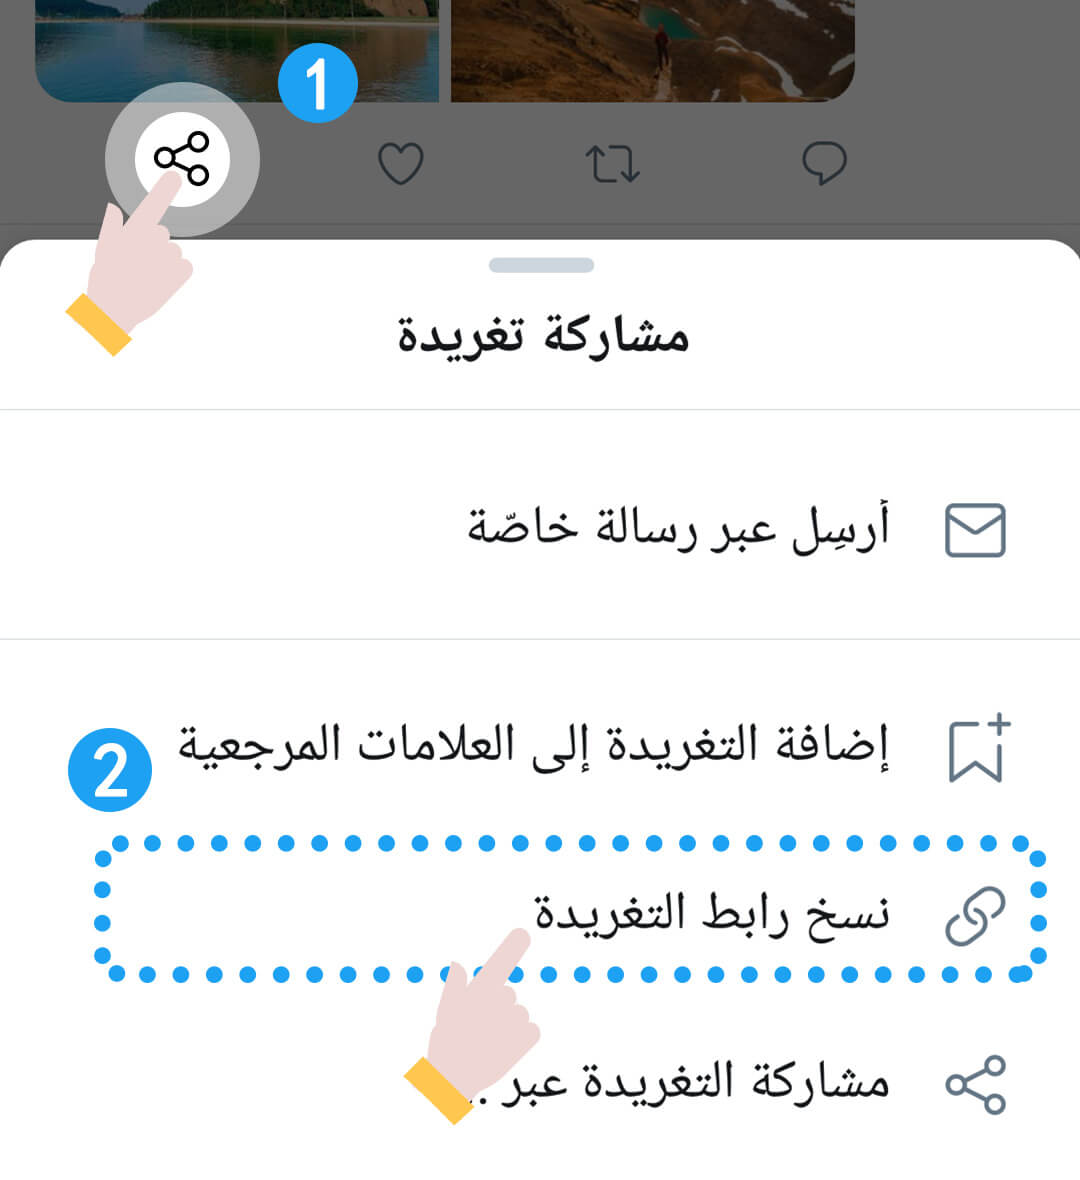 1
مشاركة تغريدة
أرسِل عبر رسالة خاصّة
2
إضافة التغريدة إلى العلامات المرجعية
نسخ رابط التغريدة
مشاركة التغريدة عبر ..